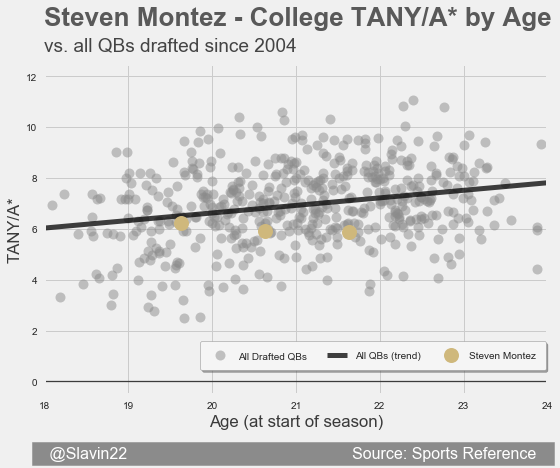 Steven Montez - College TANY/A* by Age
vs. all QBs drafted since 2004
12
10
8
6
4
2
0
TANY/A*
All Drafted QBs
All QBs (trend)
Steven Montez
18 19 20 21 22 23 24
Age (at start of season)
@Slavin22
Source: Sports Reference